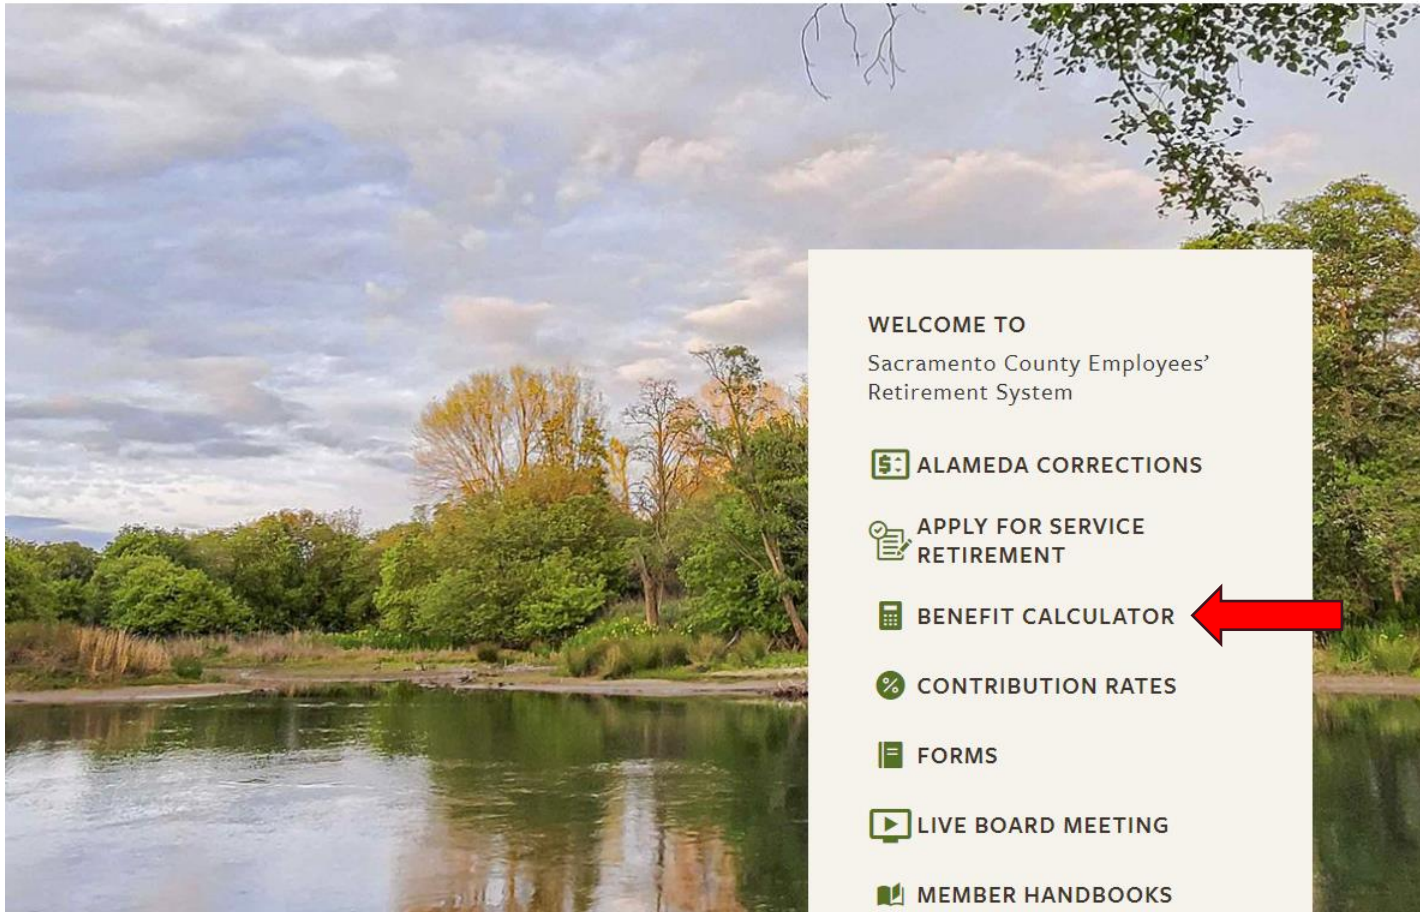 WELCOME TO
Sacramento County Employees’
Retirement System
ALAMEDA CORRECTIONS
APPLY FOR SERVICE
RETIREMENT
BENEFIT CALCULATOR
CONTRIBUTION RATES
FORMS
LIVE BOARD MEETING
MEMBER HANDBOOKS